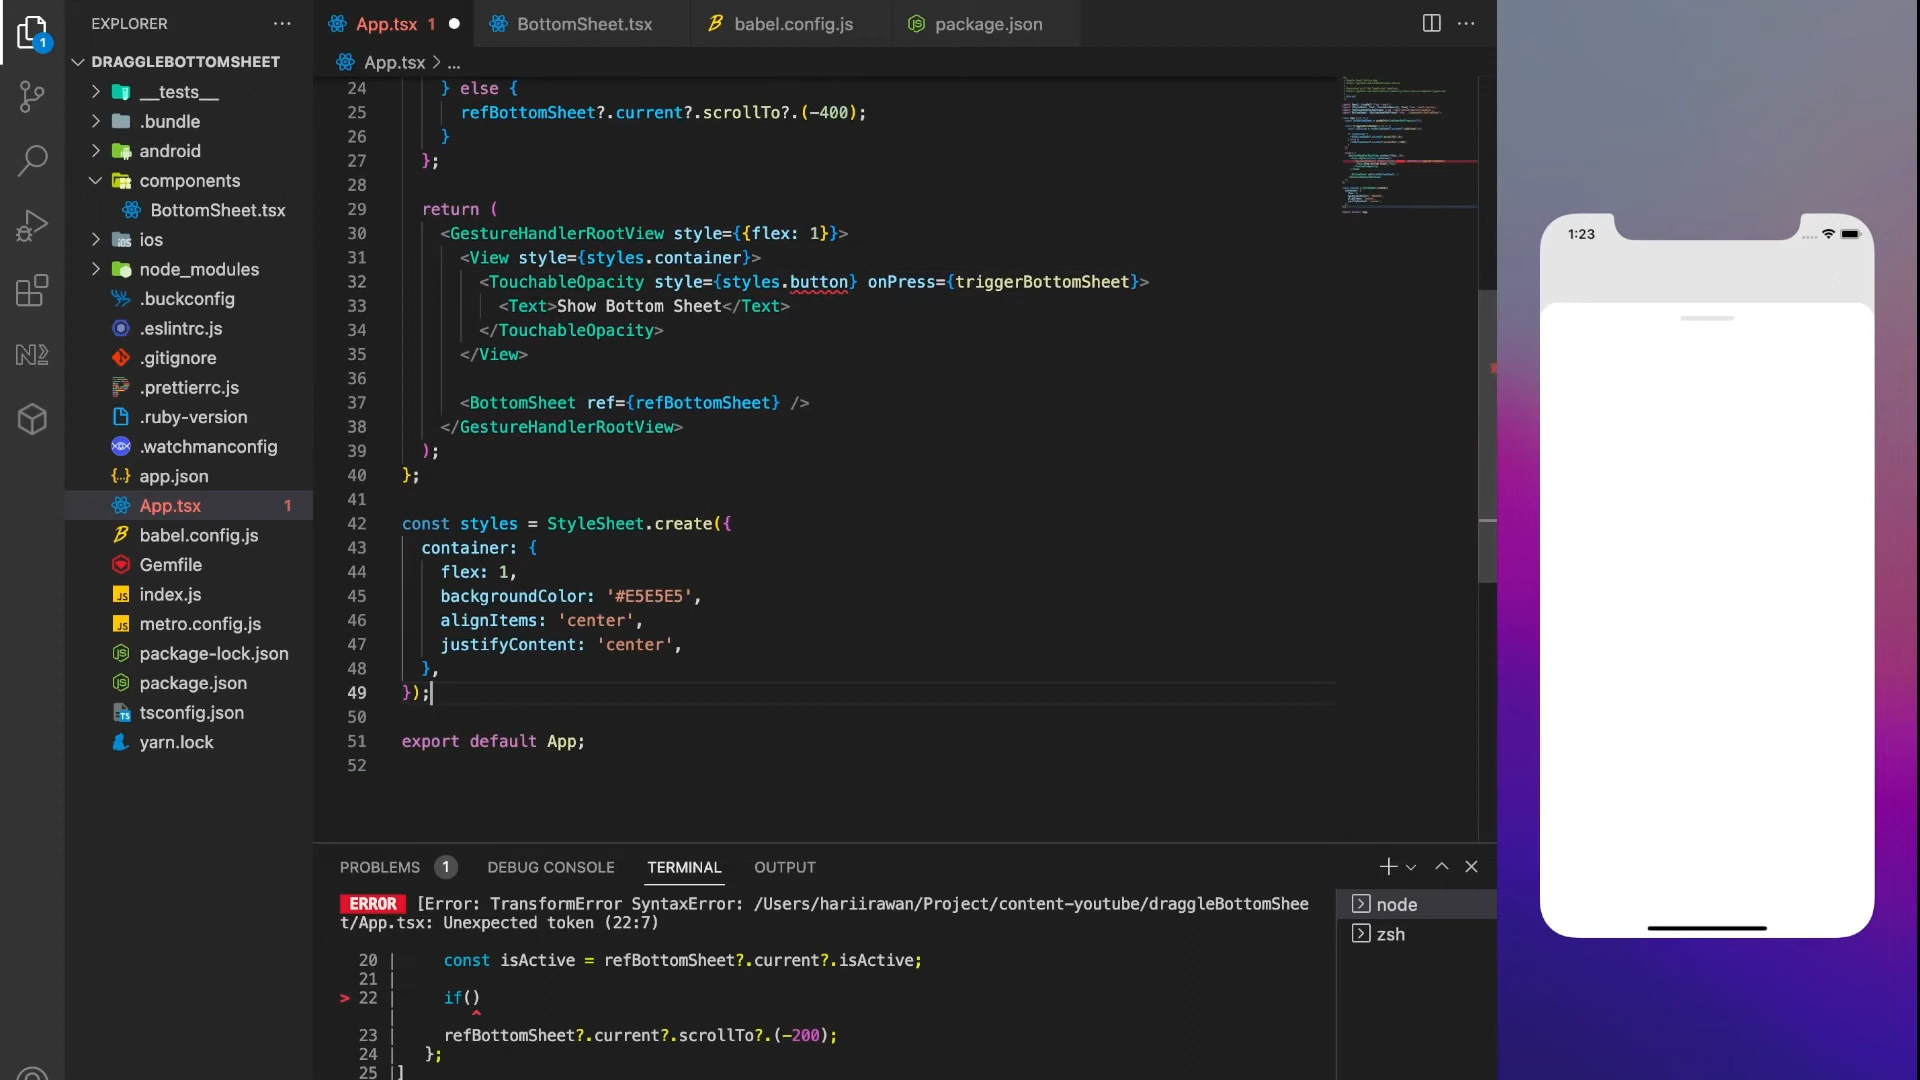 EXPLORER
DRAGGLEBOTTOMSHEET
__tests__
.bundle
android
components
BottomSheet.tsx
ios
node_modules
.buckconfig
.eslintrc.js
.gitignore
.prettierrc.js
.ruby-version
.watchmanconfig
app.json
App.tsx 1
babel.config.js
Gemfile
index.js
metro.config.js
package-lock.json
package.json
tsconfig.json
yarn.lock
1
App.tsx 1 BottomSheet.tsx babel.config.js package.json
App.tsx > ...
24 } else {
25 refBottomSheet?.current?.scrollTo?.(-400);
26 }
27 };
28
29 return (
30 <GestureHandlerRootView style={{flex: 1}}>
31 <View style={styles.container}>
32 <TouchableOpacity style={styles.button} onPress={triggerBottomSheet}>
33 <Text>Show Bottom Sheet</Text>
34 </TouchableOpacity>
35 </View>
36
37 <BottomSheet ref={refBottomSheet} />
38 </GestureHandlerRootView>
39 );
40 };
41
42 const styles = StyleSheet.create({
43 container: {
44 flex: 1,
45 backgroundColor: '#E5E5E5',
46 alignItems: 'center',
47 justifyContent: 'center',
48 },
49 });
50
51 export default App;
52
PROBLEMS 1 DEBUG CONSOLE TERMINAL OUTPUT
ERROR [Error: TransformError SyntaxError: /Users/hariirawan/Project/content-youtube/draggleBottomShee
t/App.tsx: Unexpected token (22:7)
20 | const isActive = refBottomSheet?.current?.isActive;
21 |
> 22 | if()
| ^
23 | refBottomSheet?.current?.scrollTo?.(-200);
24 | };
25 |]
node
zsh
1:23